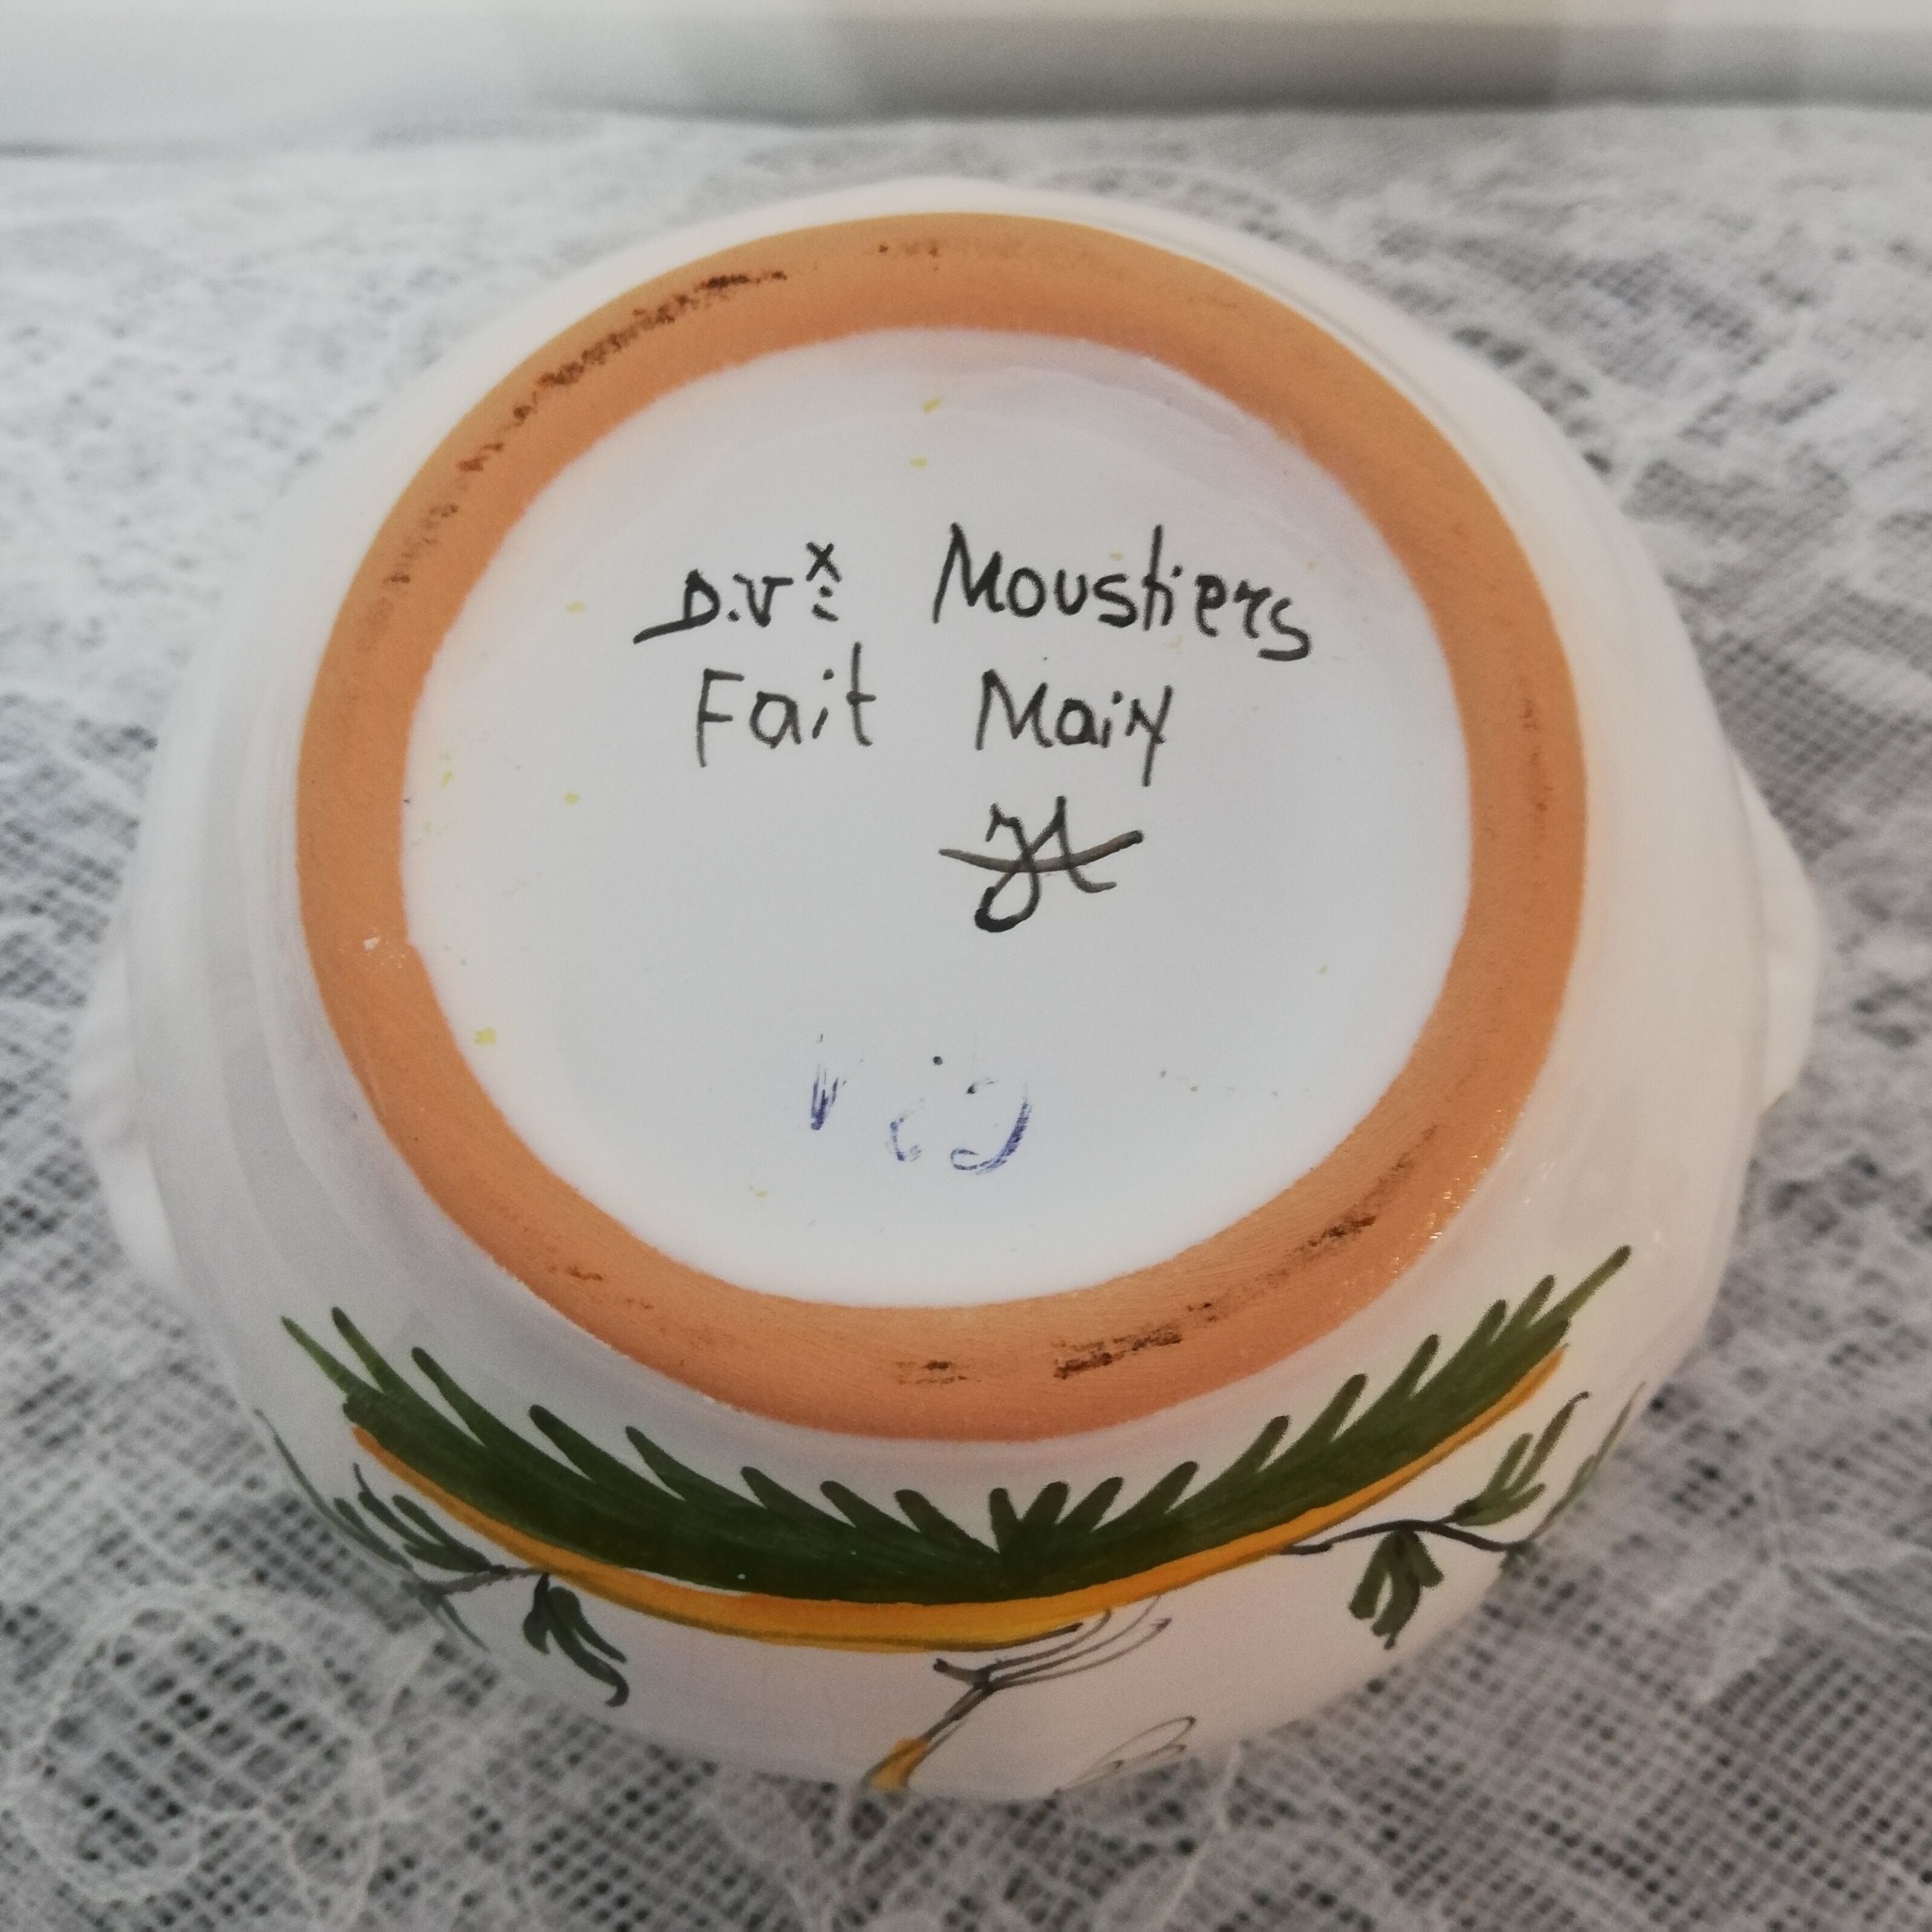 D.Vx Moustiers
Fait Main